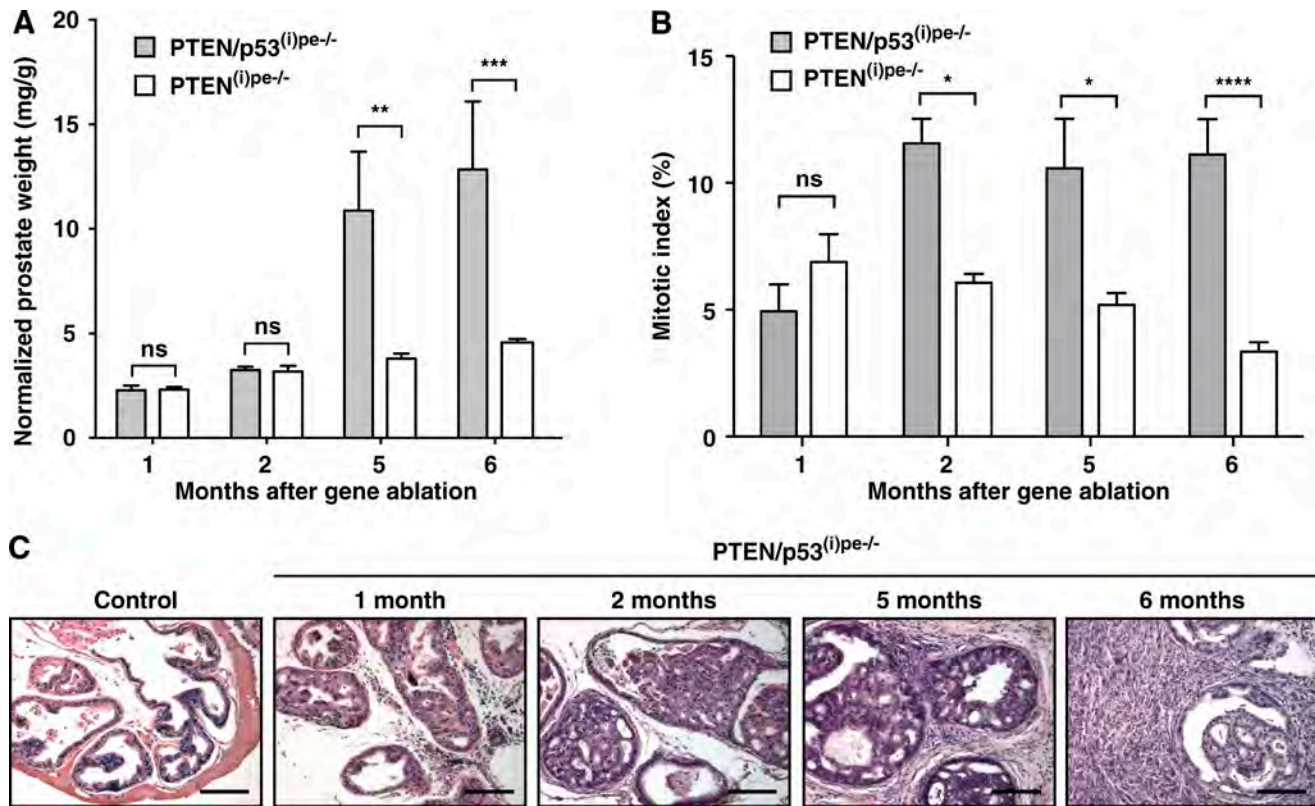 A
Normalized prostate weight (mg/g)
20
15
10
5
0
PTEN/p53(i)pe-/-
PTEN(i)pe-/-
ns
ns
**
***
1 2 5 6
Months after gene ablation
B
Mitotic index (%)
15
10
5
0
PTEN/p53(i)pe-/-
PTEN(i)pe-/-
ns
*
*
****
1 2 5 6
Months after gene ablation
C
PTEN/p53(i)pe-/-
Control 1 month 2 months 5 months 6 months